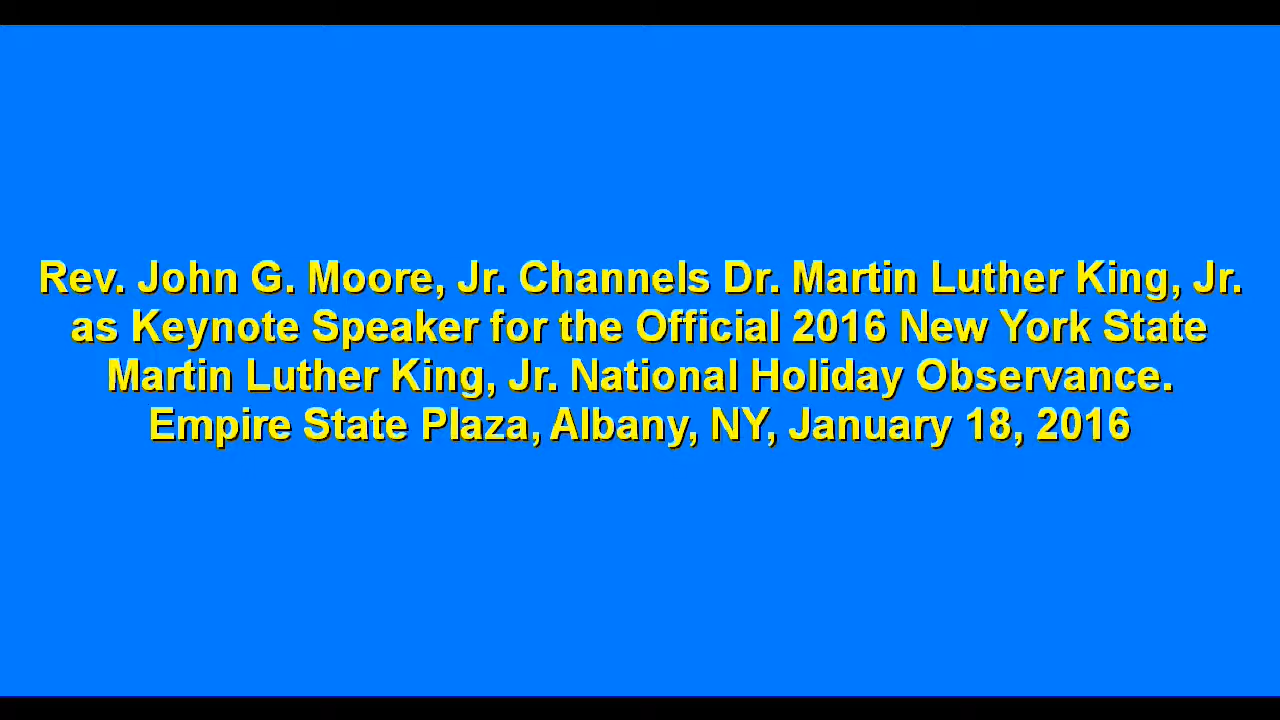 Rev. John G. Moore, Jr. Channels Dr. Martin Luther King, Jr.
as Keynote Speaker for the Official 2016 New York State
Martin Luther King, Jr. National Holiday Observance.
Empire State Plaza, Albany, NY, January 18, 2016